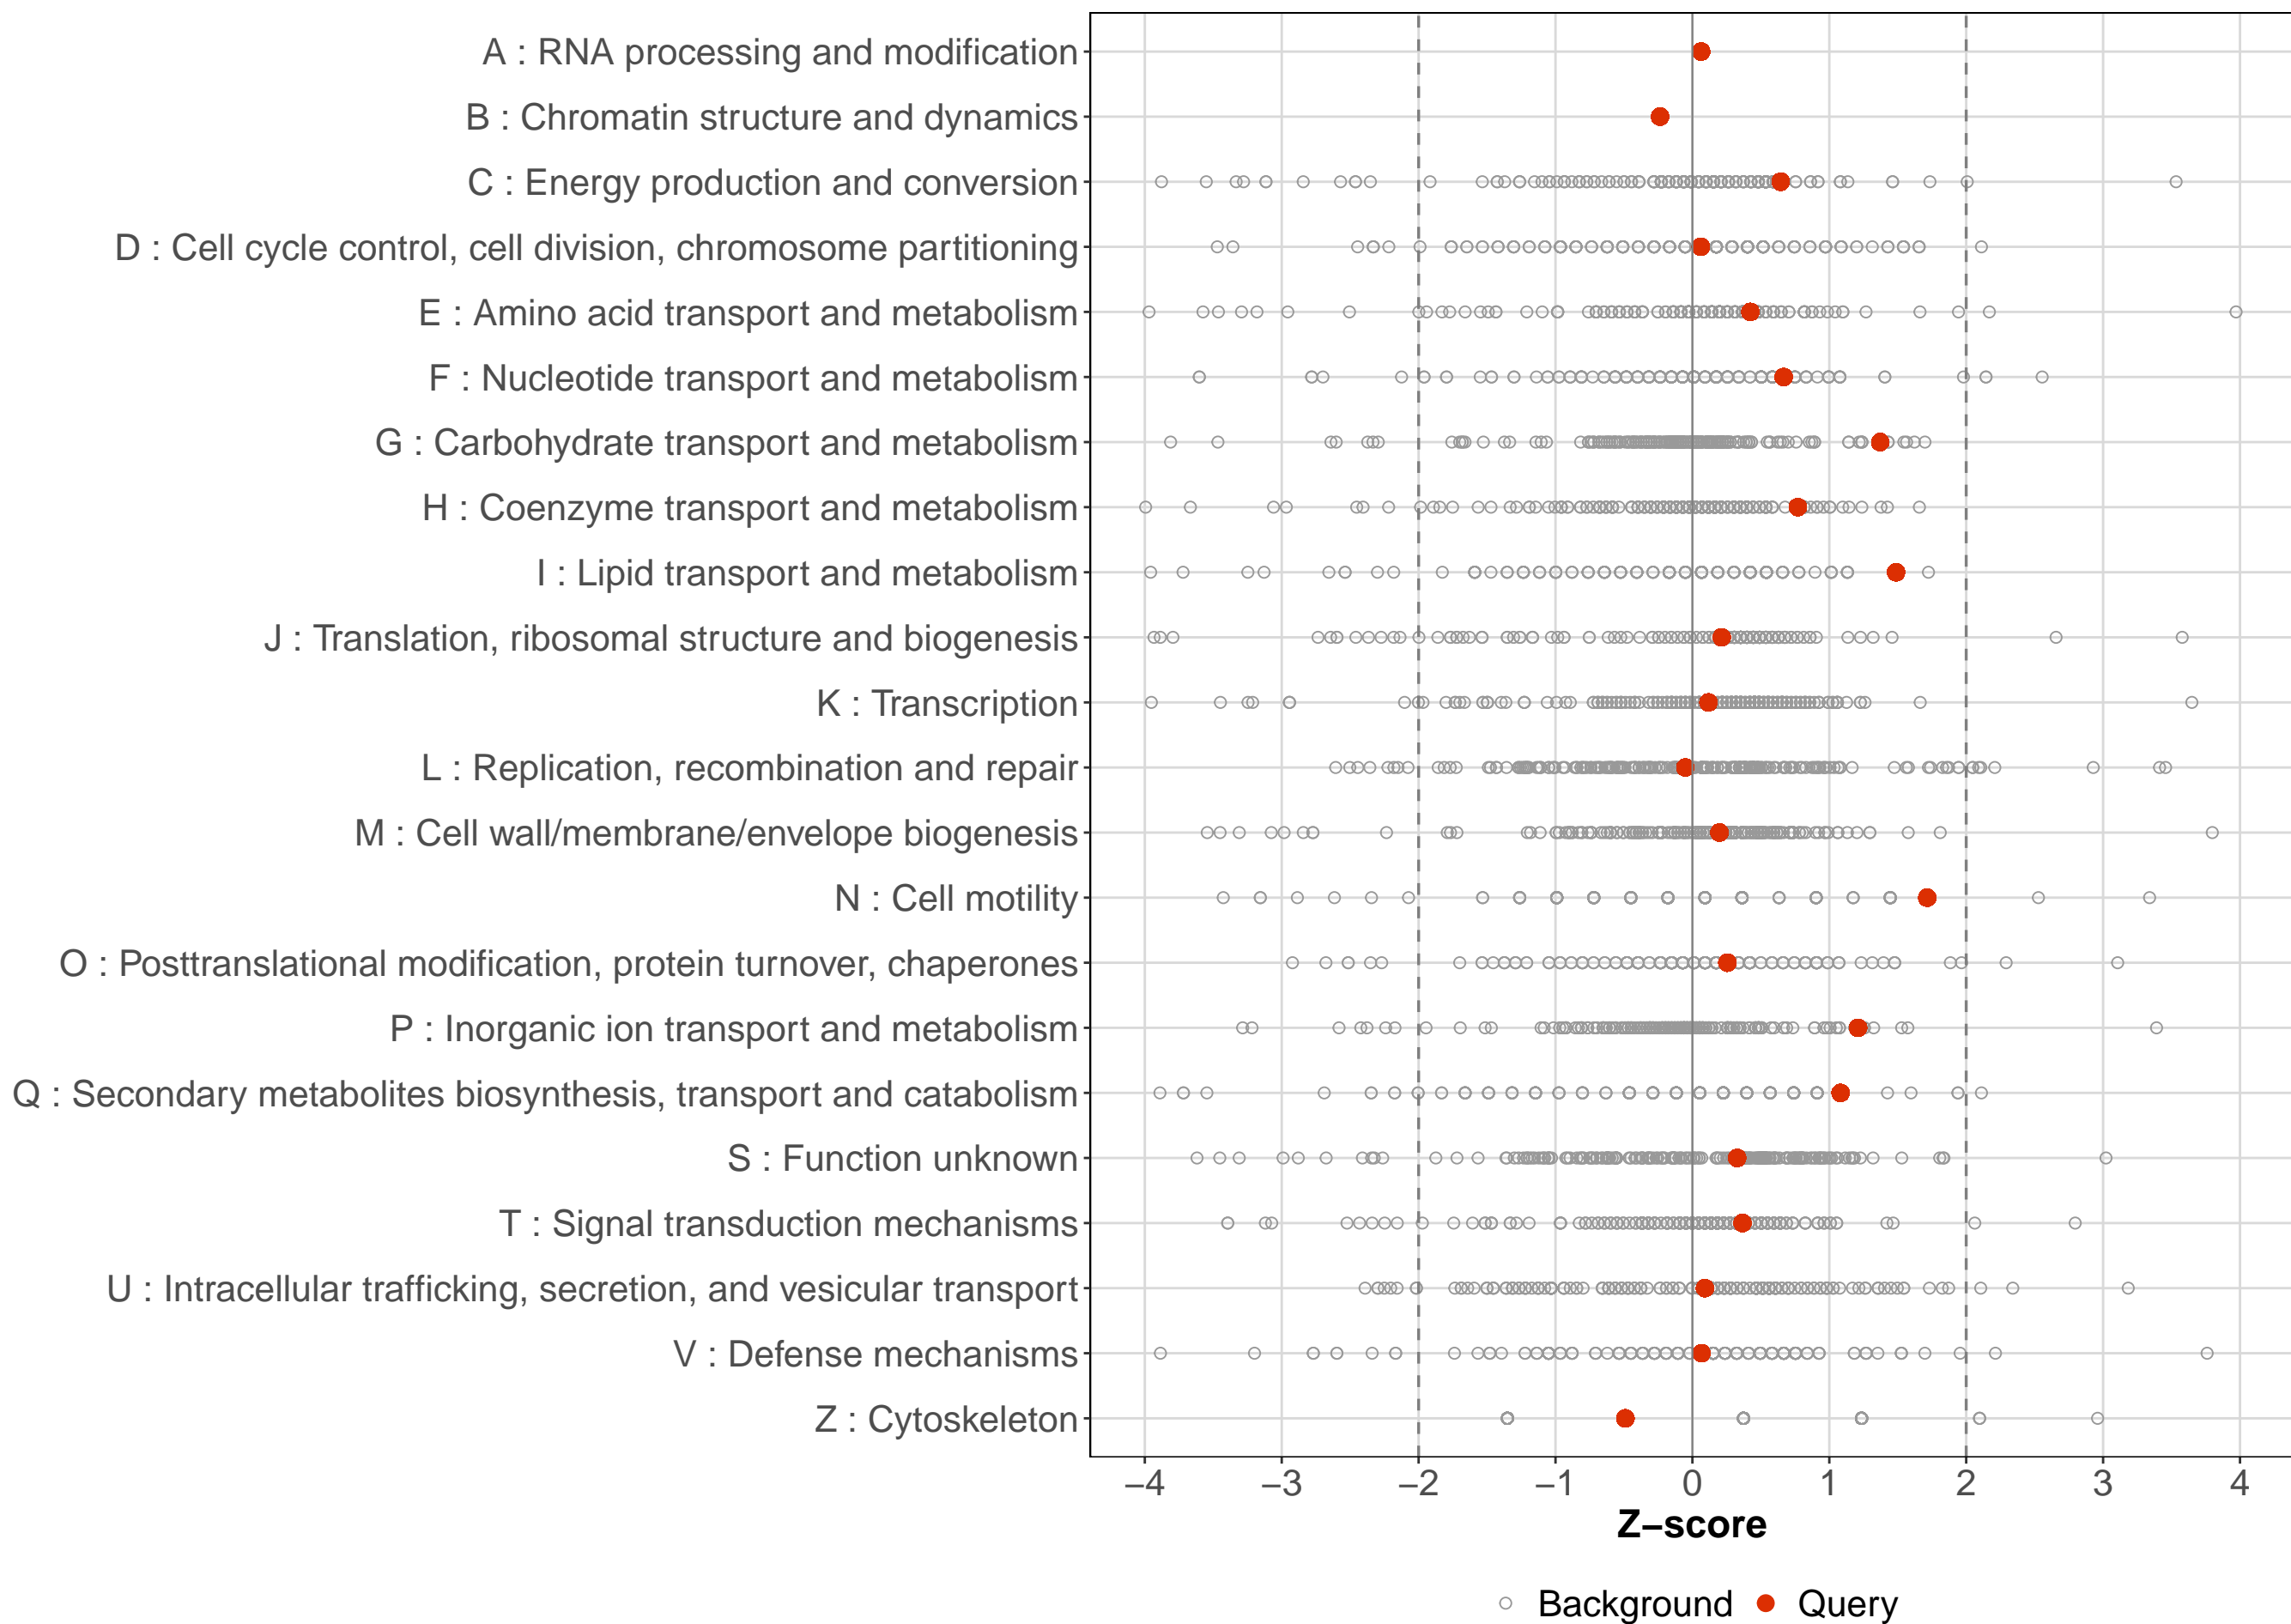 A : RNA processing and modification
B : Chromatin structure and dynamics
C : Energy production and conversion
D : Cell cycle control, cell division, chromosome partitioning
E : Amino acid transport and metabolism
F : Nucleotide transport and metabolism
G : Carbohydrate transport and metabolism
H : Coenzyme transport and metabolism
I : Lipid transport and metabolism
J : Translation, ribosomal structure and biogenesis
K : Transcription
L : Replication, recombination and repair
M : Cell wall/membrane/envelope biogenesis
N : Cell motility
O : Posttranslational modification, protein turnover, chaperones
P : Inorganic ion transport and metabolism
Q : Secondary metabolites biosynthesis, transport and catabolism
S : Function unknown
T : Signal transduction mechanisms
U : Intracellular trafficking, secretion, and vesicular transport
V : Defense mechanisms
Z : Cytoskeleton
−4 −3 −2 −1 0 1 2 3 4
Z−score
Background Query